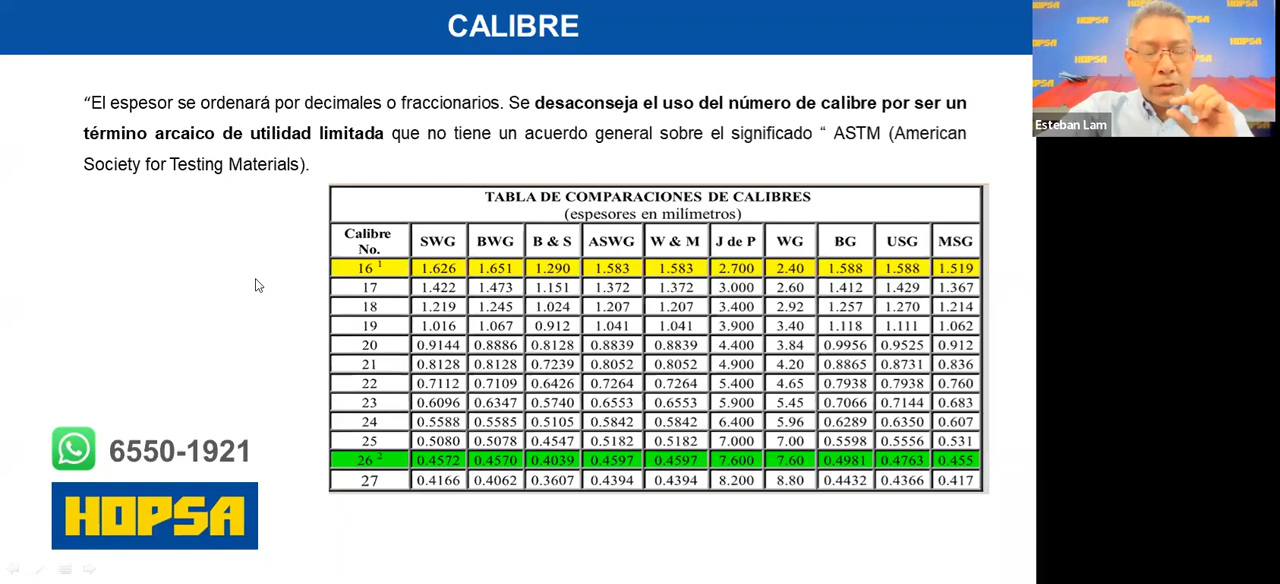 CALIBRE
“El espesor se ordenará por decimales o fraccionarios. Se desaconseja el uso del número de calibre por ser un
término arcaico de utilidad limitada que no tiene un acuerdo general sobre el significado “ ASTM (American
Society for Testing Materials).
TABLA DE COMPARACIONES DE CALIBRES
(espesores en milímetros)
Calibre No. SWG BWG B & S ASWG W & M J de P WG BG USG MSG
16 ¹ 1.626 1.651 1.290 1.583 1.583 2.700 2.40 1.588 1.588 1.519
17 1.422 1.473 1.151 1.372 1.372 3.000 2.60 1.412 1.429 1.367
18 1.219 1.245 1.024 1.207 1.207 3.400 2.92 1.257 1.270 1.214
19 1.016 1.067 0.912 1.041 1.041 3.900 3.40 1.118 1.111 1.062
20 0.9144 0.8886 0.8128 0.8839 0.8839 4.400 3.84 0.9956 0.9525 0.912
21 0.8128 0.8128 0.7239 0.8052 0.8052 4.900 4.20 0.8865 0.8731 0.836
22 0.7112 0.7109 0.6426 0.7264 0.7264 5.400 4.65 0.7938 0.7938 0.760
23 0.6096 0.6347 0.5740 0.6553 0.6553 5.900 5.45 0.7066 0.7144 0.683
24 0.5588 0.5585 0.5105 0.5842 0.5842 6.400 5.96 0.6289 0.6350 0.607
25 0.5080 0.5078 0.4547 0.5182 0.5182 7.000 7.00 0.5598 0.5556 0.531
26 ² 0.4572 0.4570 0.4039 0.4597 0.4597 7.600 7.60 0.4981 0.4763 0.455
27 0.4166 0.4062 0.3607 0.4394 0.4394 8.200 8.80 0.4432 0.4366 0.417
6550-1921
HOPSA
HOPSA
HOPSA
HOPSA
HOPSA
Esteban Lam